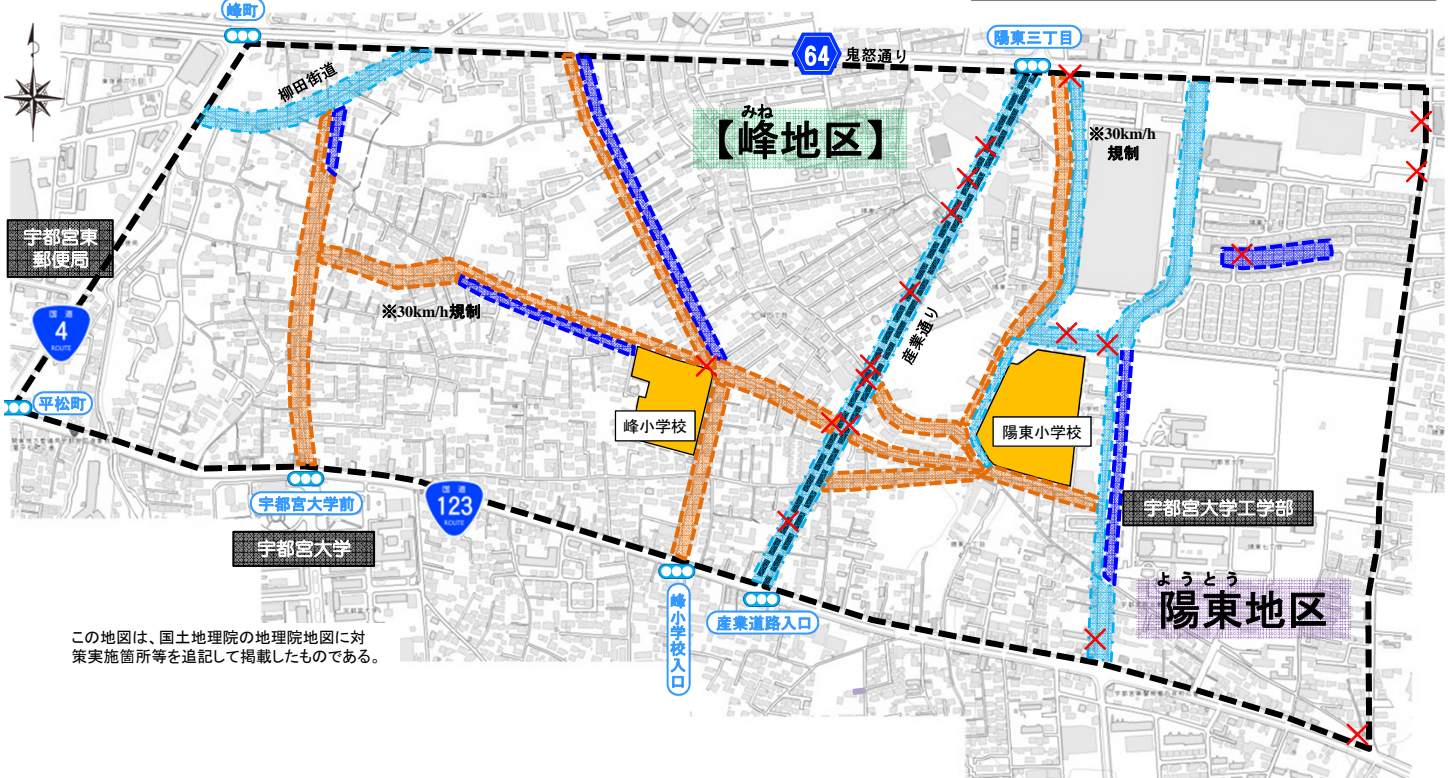 峰町
柳田街道
64
鬼怒通り
陽東三丁目
みね
【峰地区】
※30km/h
規制
宇都宮東
郵便局
国道
4
ROUTE
※30km/h規制
産業通り
平松町
峰小学校
陽東小学校
宇都宮大学前
国道
123
ROUTE
宇都宮大学工学部
宇都宮大学
ようとう
陽東地区
峰小学校入口
産業道路入口
この地図は、国土地理院の地理院地図に対
策実施箇所等を追記して掲載したものである。